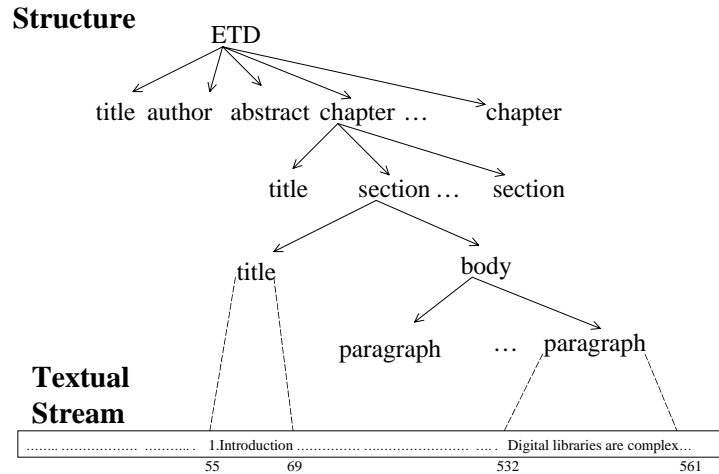 Structure
ETD
title author abstract chapter … chapter
title section … section
title body
paragraph … paragraph
Textual
Stream
........ ..................... ........... . 1.Introduction .................... ..... ...................... .... . Digital libraries are complex...
55 69 532 561